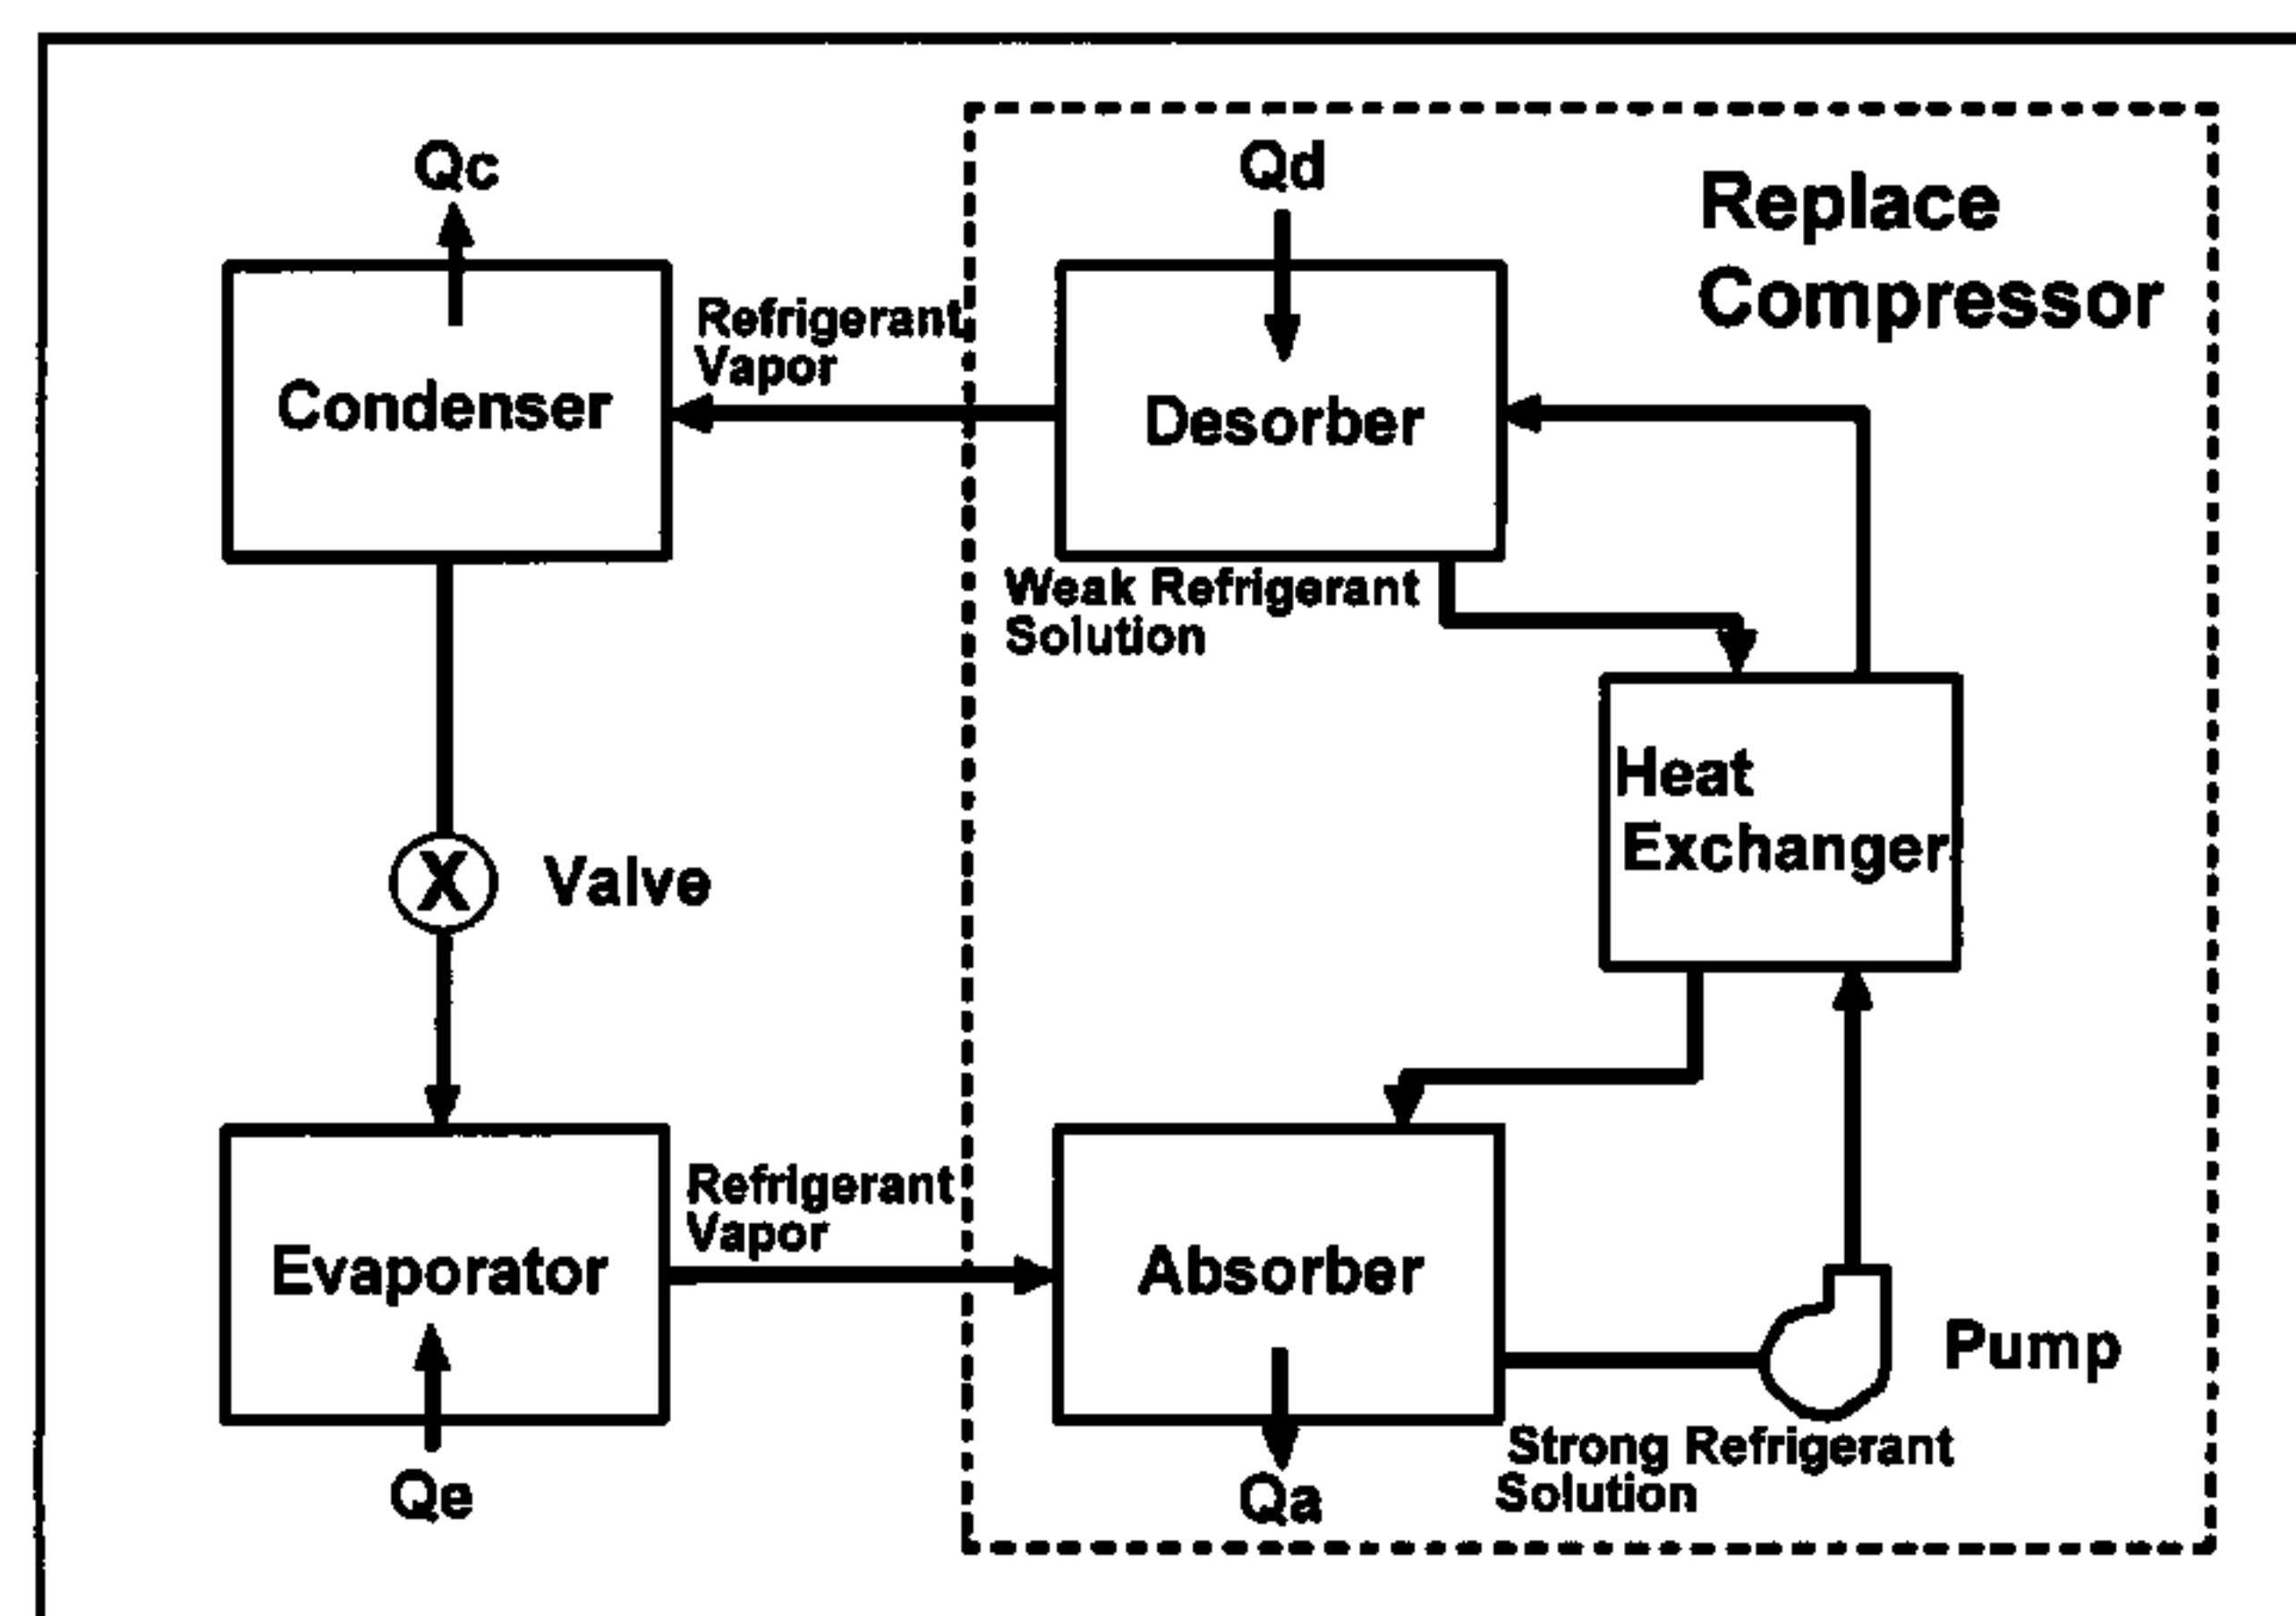 Qc
Qd
Replace
Compressor
Refrigerant
Vapor
Condenser
Desorber
Weak Refrigerant
Solution
Heat
Exchanger
X
Valve
Refrigerant
Vapor
Evaporator
Absorber
Pump
Strong Refrigerant
Solution
Qe
Qa